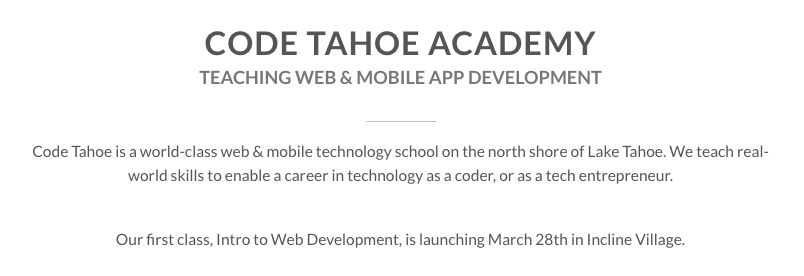 CODE TAHOE ACADEMY
TEACHING WEB & MOBILE APP DEVELOPMENT
Code Tahoe is a world-class web & mobile technology school on the north shore of Lake Tahoe. We teach real-
world skills to enable a career in technology as a coder, or as a tech entrepreneur.
Our first class, Intro to Web Development, is launching March 28th in Incline Village.